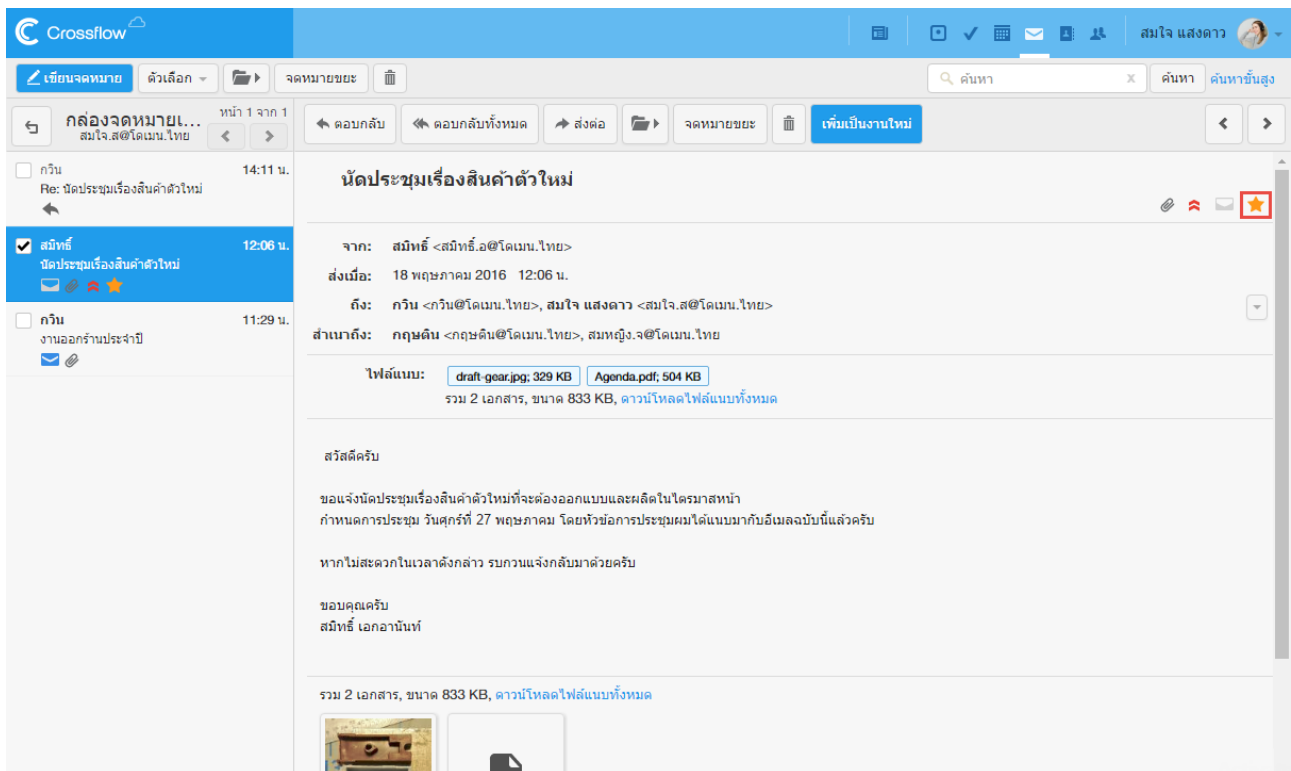 Crossflow
สมใจ แสงดาว
เขียนจดหมาย
ตัวเลือก
จดหมายขยะ
ค้นหา
x
ค้นหา
ค้นหาขั้นสูง
กล่องจดหมายเ...
สมใจ.ส@โดเมน.ไทย
หน้า 1 จาก 1
ตอบกลับ
ตอบกลับทั้งหมด
ส่งต่อ
จดหมายขยะ
เพิ่มเป็นงานใหม่
กวิน 14:11 น.
Re: นัดประชุมเรื่องสินค้าตัวใหม่
สมิทธิ์ 12:06 น.
นัดประชุมเรื่องสินค้าตัวใหม่
กวิน 11:29 น.
งานออกร้านประจำปี
นัดประชุมเรื่องสินค้าตัวใหม่
จาก: สมิทธิ์ <สมิทธิ์.อ@โดเมน.ไทย>
ส่งเมื่อ: 18 พฤษภาคม 2016 12:06 น.
ถึง: กวิน <กวิน@โดเมน.ไทย>, สมใจ แสงดาว <สมใจ.ส@โดเมน.ไทย>
สำเนาถึง: กฤษดิน <กฤษดิน@โดเมน.ไทย>, สมหญิง.จ@โดเมน.ไทย
ไฟล์แนบ: draft-gear.jpg; 329 KB Agenda.pdf; 504 KB
รวม 2 เอกสาร, ขนาด 833 KB, ดาวน์โหลดไฟล์แนบทั้งหมด
สวัสดีครับ
ขอแจ้งนัดประชุมเรื่องสินค้าตัวใหม่ที่จะต้องออกแบบและผลิตในไตรมาสหน้า
กำหนดการประชุม วันศุกร์ที่ 27 พฤษภาคม โดยหัวข้อการประชุมผมได้แนบมากับอีเมลฉบับนี้แล้วครับ
หากไม่สะดวกในเวลาดังกล่าว รบกวนแจ้งกลับมาด้วยครับ
ขอบคุณครับ
สมิทธิ์ เอกอานันท์
รวม 2 เอกสาร, ขนาด 833 KB, ดาวน์โหลดไฟล์แนบทั้งหมด